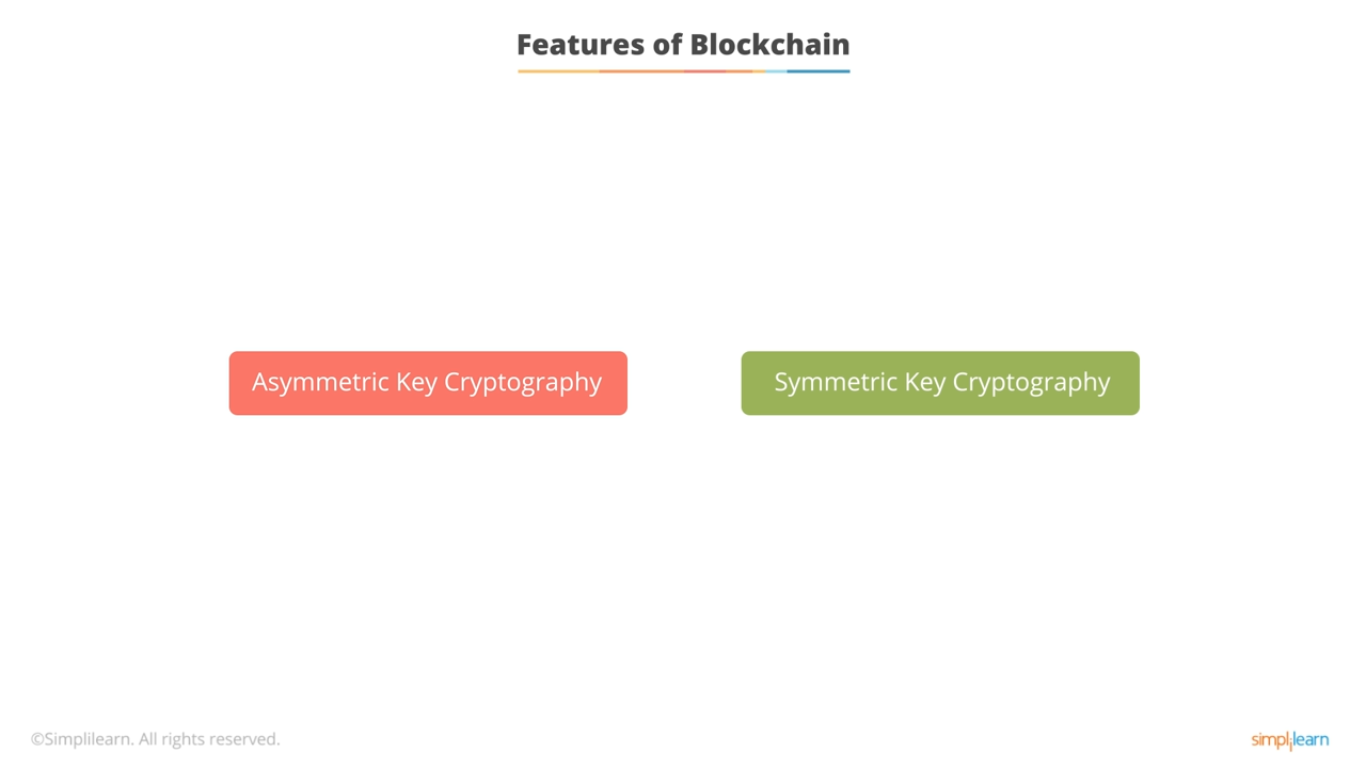 Features of Blockchain
Asymmetric Key Cryptography
Symmetric Key Cryptography
©Simplilearn. All rights reserved.
simplilearn